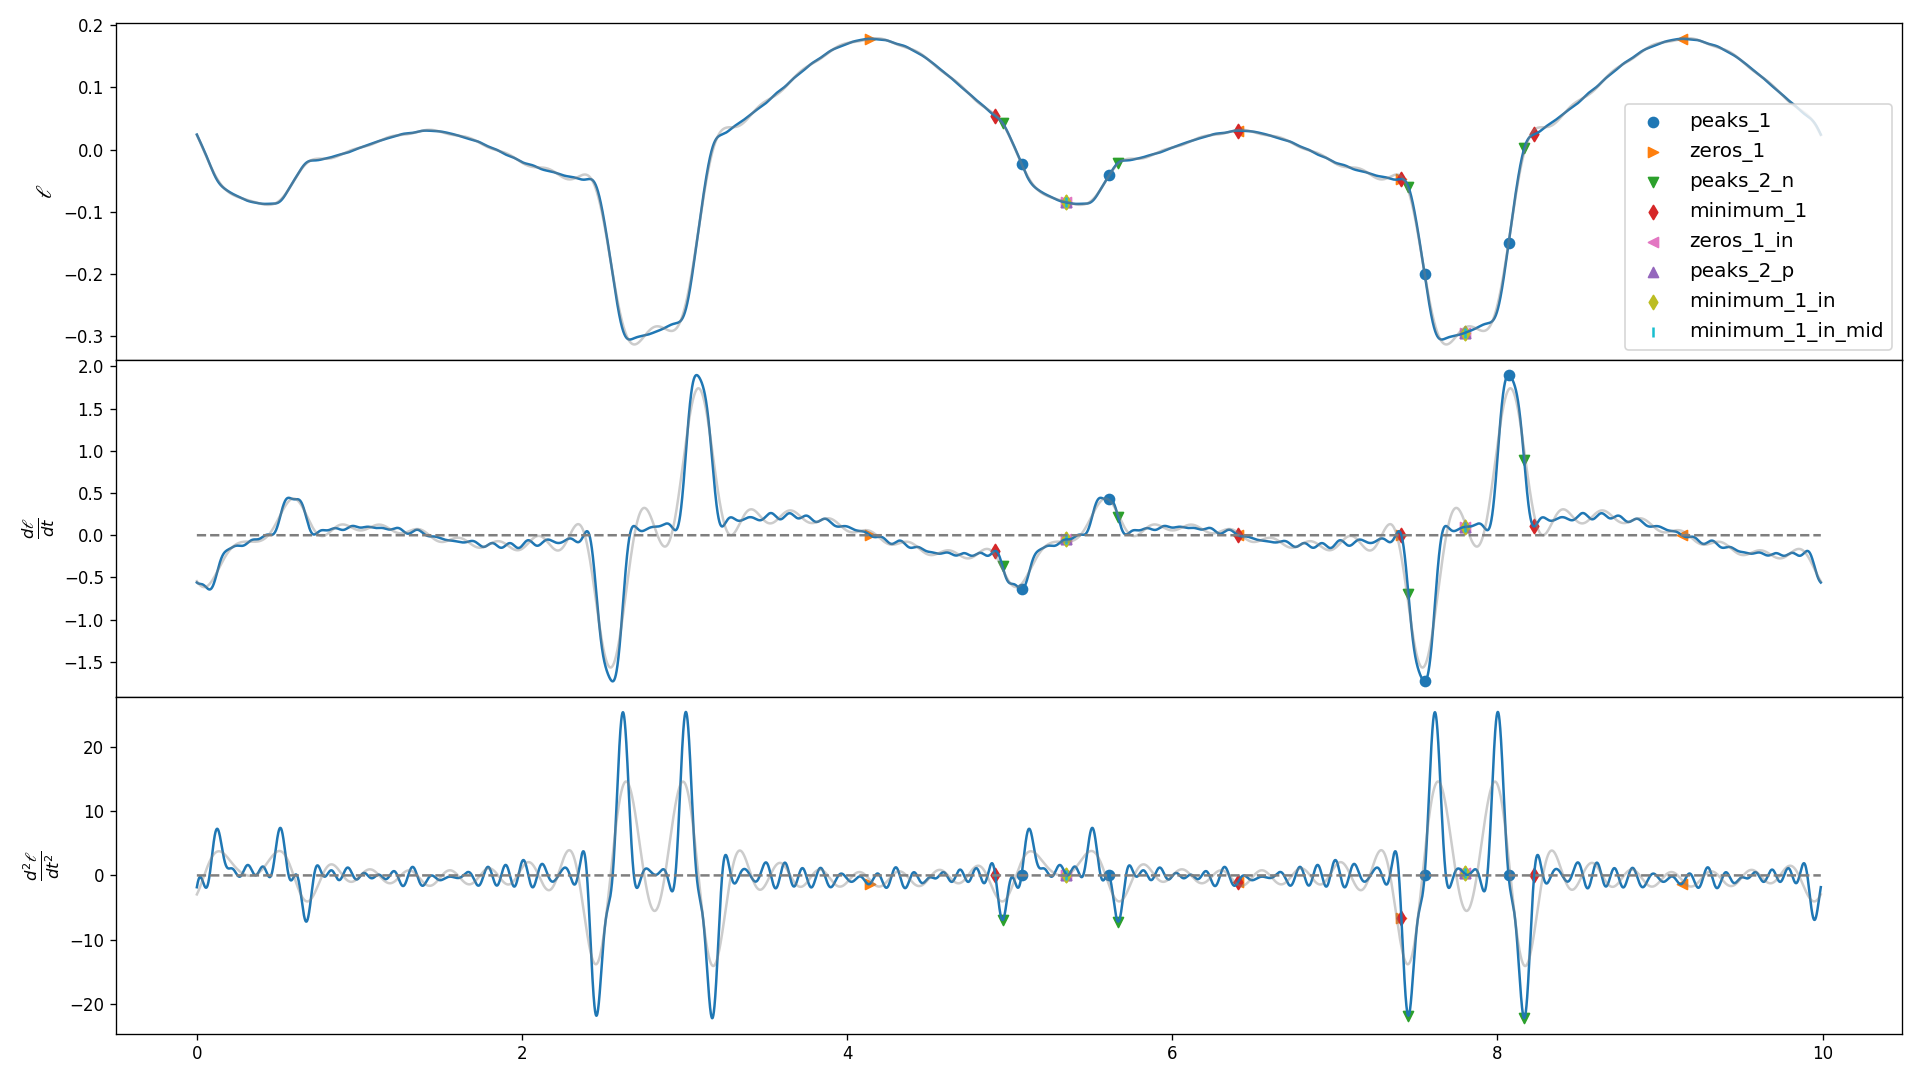 0.2
0.1
0.0
−0.1
−0.2
−0.3
ℓ
peaks_1
zeros_1
peaks_2_n
minimum_1
zeros_1_in
peaks_2_p
minimum_1_in
minimum_1_in_mid
2.0
1.5
1.0
0.5
0.0
−0.5
−1.0
−1.5
dℓ
dt
20
10
0
−10
−20
d²ℓ
dt²
0 2 4 6 8 10